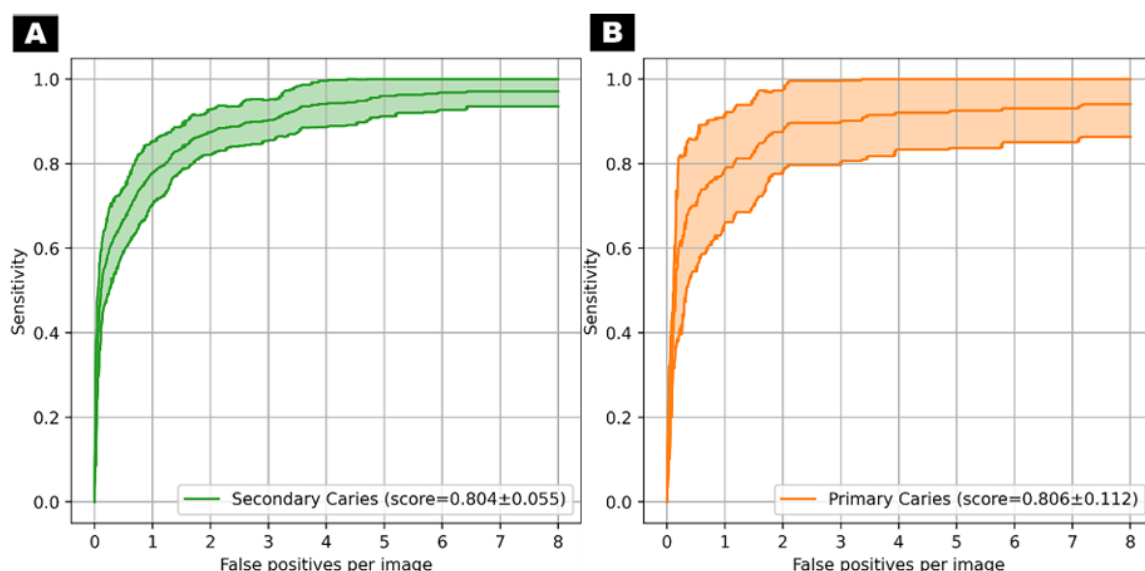 A
B
1.0
0.8
0.6
0.4
0.2
0.0
Sensitivity
Secondary Caries (score=0.804±0.055)
0 1 2 3 4 5 6 7 8
False positives per image
1.0
0.8
0.6
0.4
0.2
0.0
Sensitivity
Primary Caries (score=0.806±0.112)
0 1 2 3 4 5 6 7 8
False positives per image